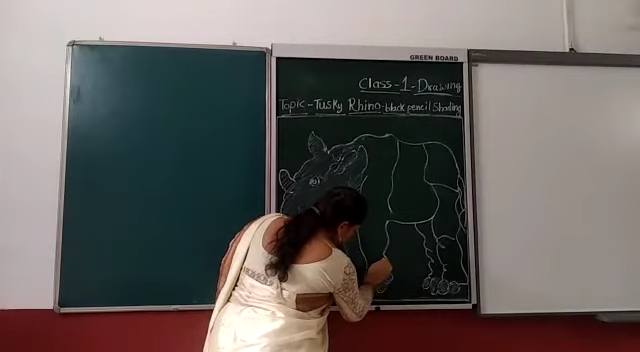 GREEN BOARD
Class-1-Drawing
Topic-Tusky Rhino-black pencil Shading